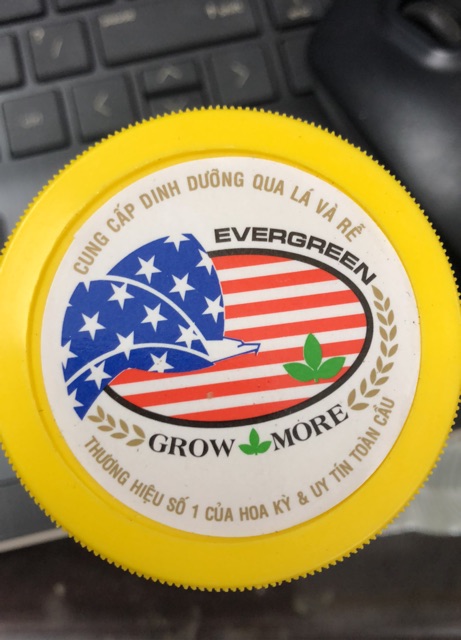 CUNG CẤP DINH DƯỠNG QUA LÁ VÀ RỄ
EVERGREEN
GROW MORE
THƯƠNG HIỆU SỐ 1 CỦA HOA KỲ & UY TÍN TOÀN CẦU